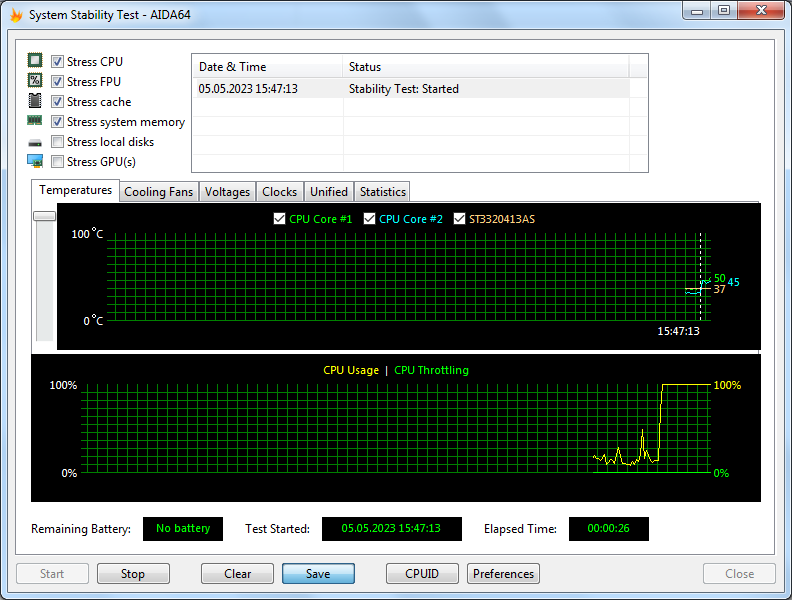 System Stability Test - AIDA64
Stress CPU
Stress FPU
Stress cache
Stress system memory
Stress local disks
Stress GPU(s)
Date & Time Status
05.05.2023 15:47:13 Stability Test: Started
Temperatures Cooling Fans Voltages Clocks Unified Statistics
CPU Core #1 CPU Core #2 ST3320413AS
100°C
50 45
37
0°C
15:47:13
CPU Usage | CPU Throttling
100% 100%
0% 0%
Remaining Battery: No battery Test Started: 05.05.2023 15:47:13 Elapsed Time: 00:00:26
Start Stop Clear Save CPUID Preferences Close